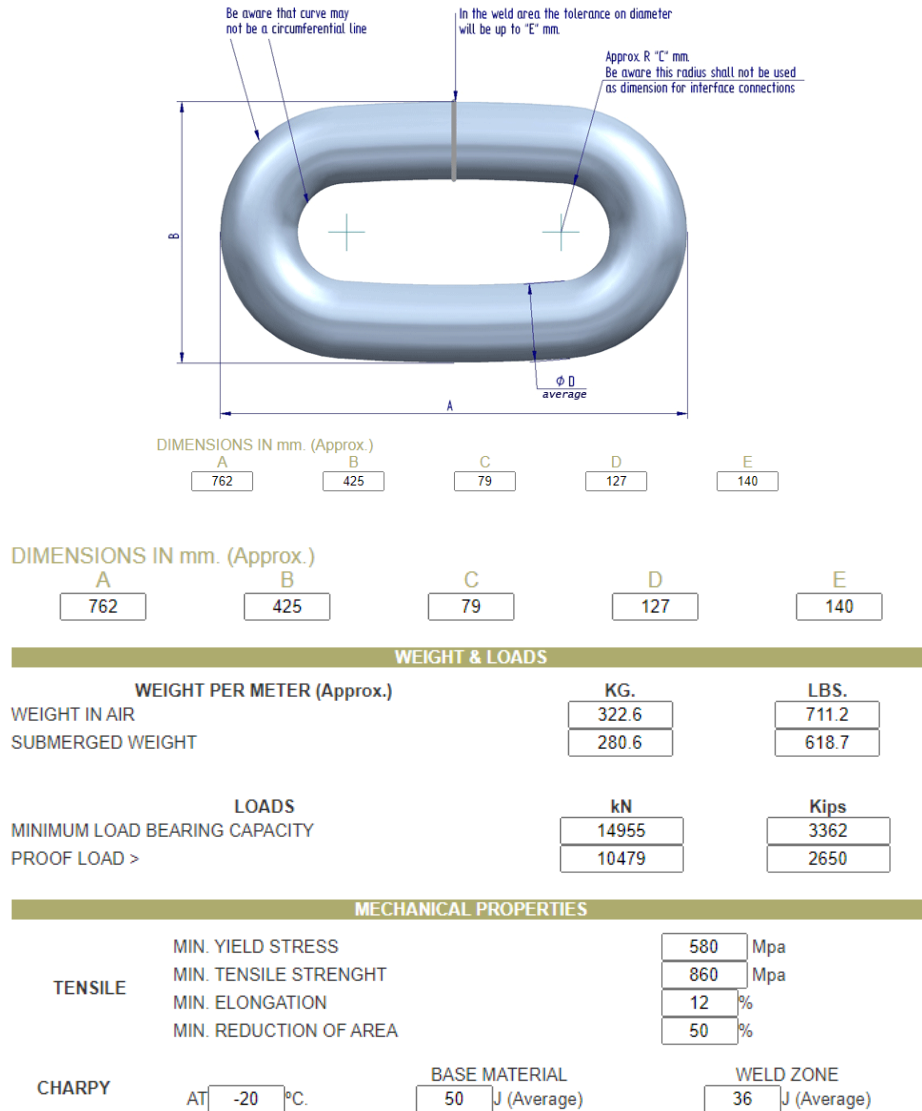 Be aware that curve may
not be a circumferential line
In the weld area the tolerance on diameter
will be up to "E" mm.
Approx. R "C" mm.
Be aware this radius shall not be used
as dimension for interface connections
B
Ø D
average
A
DIMENSIONS IN mm. (Approx.)
A B C D E
762 425 79 127 140
DIMENSIONS IN mm. (Approx.)
A B C D E
762 425 79 127 140
WEIGHT & LOADS
WEIGHT PER METER (Approx.) KG. LBS.
WEIGHT IN AIR 322.6 711.2
SUBMERGED WEIGHT 280.6 618.7
LOADS kN Kips
MINIMUM LOAD BEARING CAPACITY 14955 3362
PROOF LOAD > 10479 2650
MECHANICAL PROPERTIES
TENSILE
MIN. YIELD STRESS 580 Mpa
MIN. TENSILE STRENGHT 860 Mpa
MIN. ELONGATION 12 %
MIN. REDUCTION OF AREA 50 %
BASE MATERIAL WELD ZONE
CHARPY AT -20 ºC. 50 J (Average) 36 J (Average)